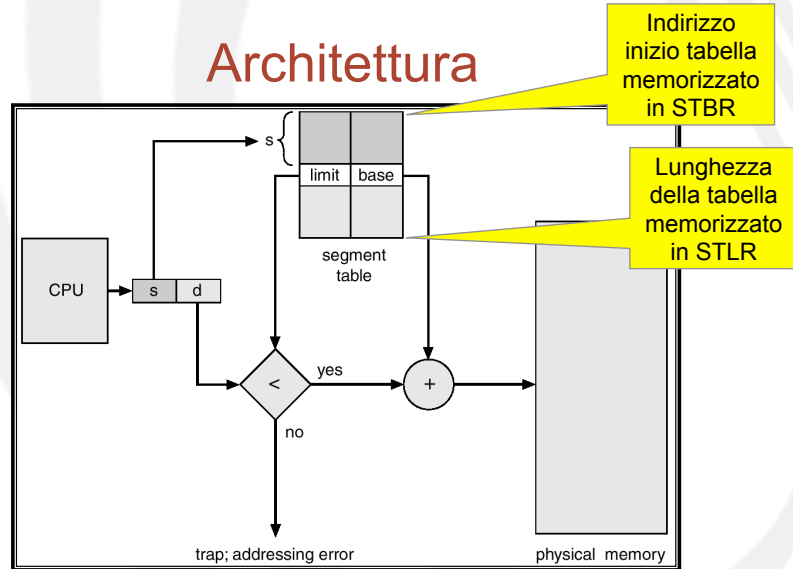 Architettura
Indirizzo
inizio tabella
memorizzato
in STBR
Lunghezza
della tabella
memorizzato
in STLR
s
limit base
segment
table
CPU
s d
<
yes
+
no
trap; addressing error
physical memory